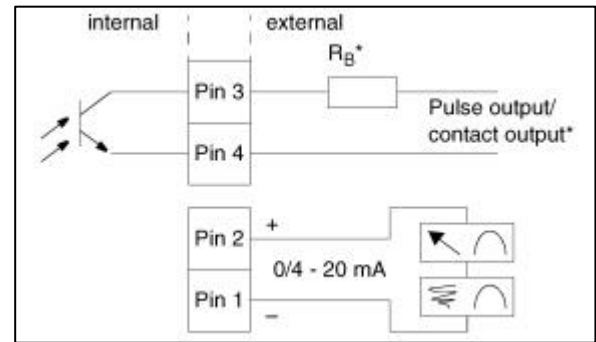 internal external
R_B*
Pin 3
Pulse output/
contact output*
Pin 4
+
Pin 2
0/4 - 20 mA
Pin 1
–